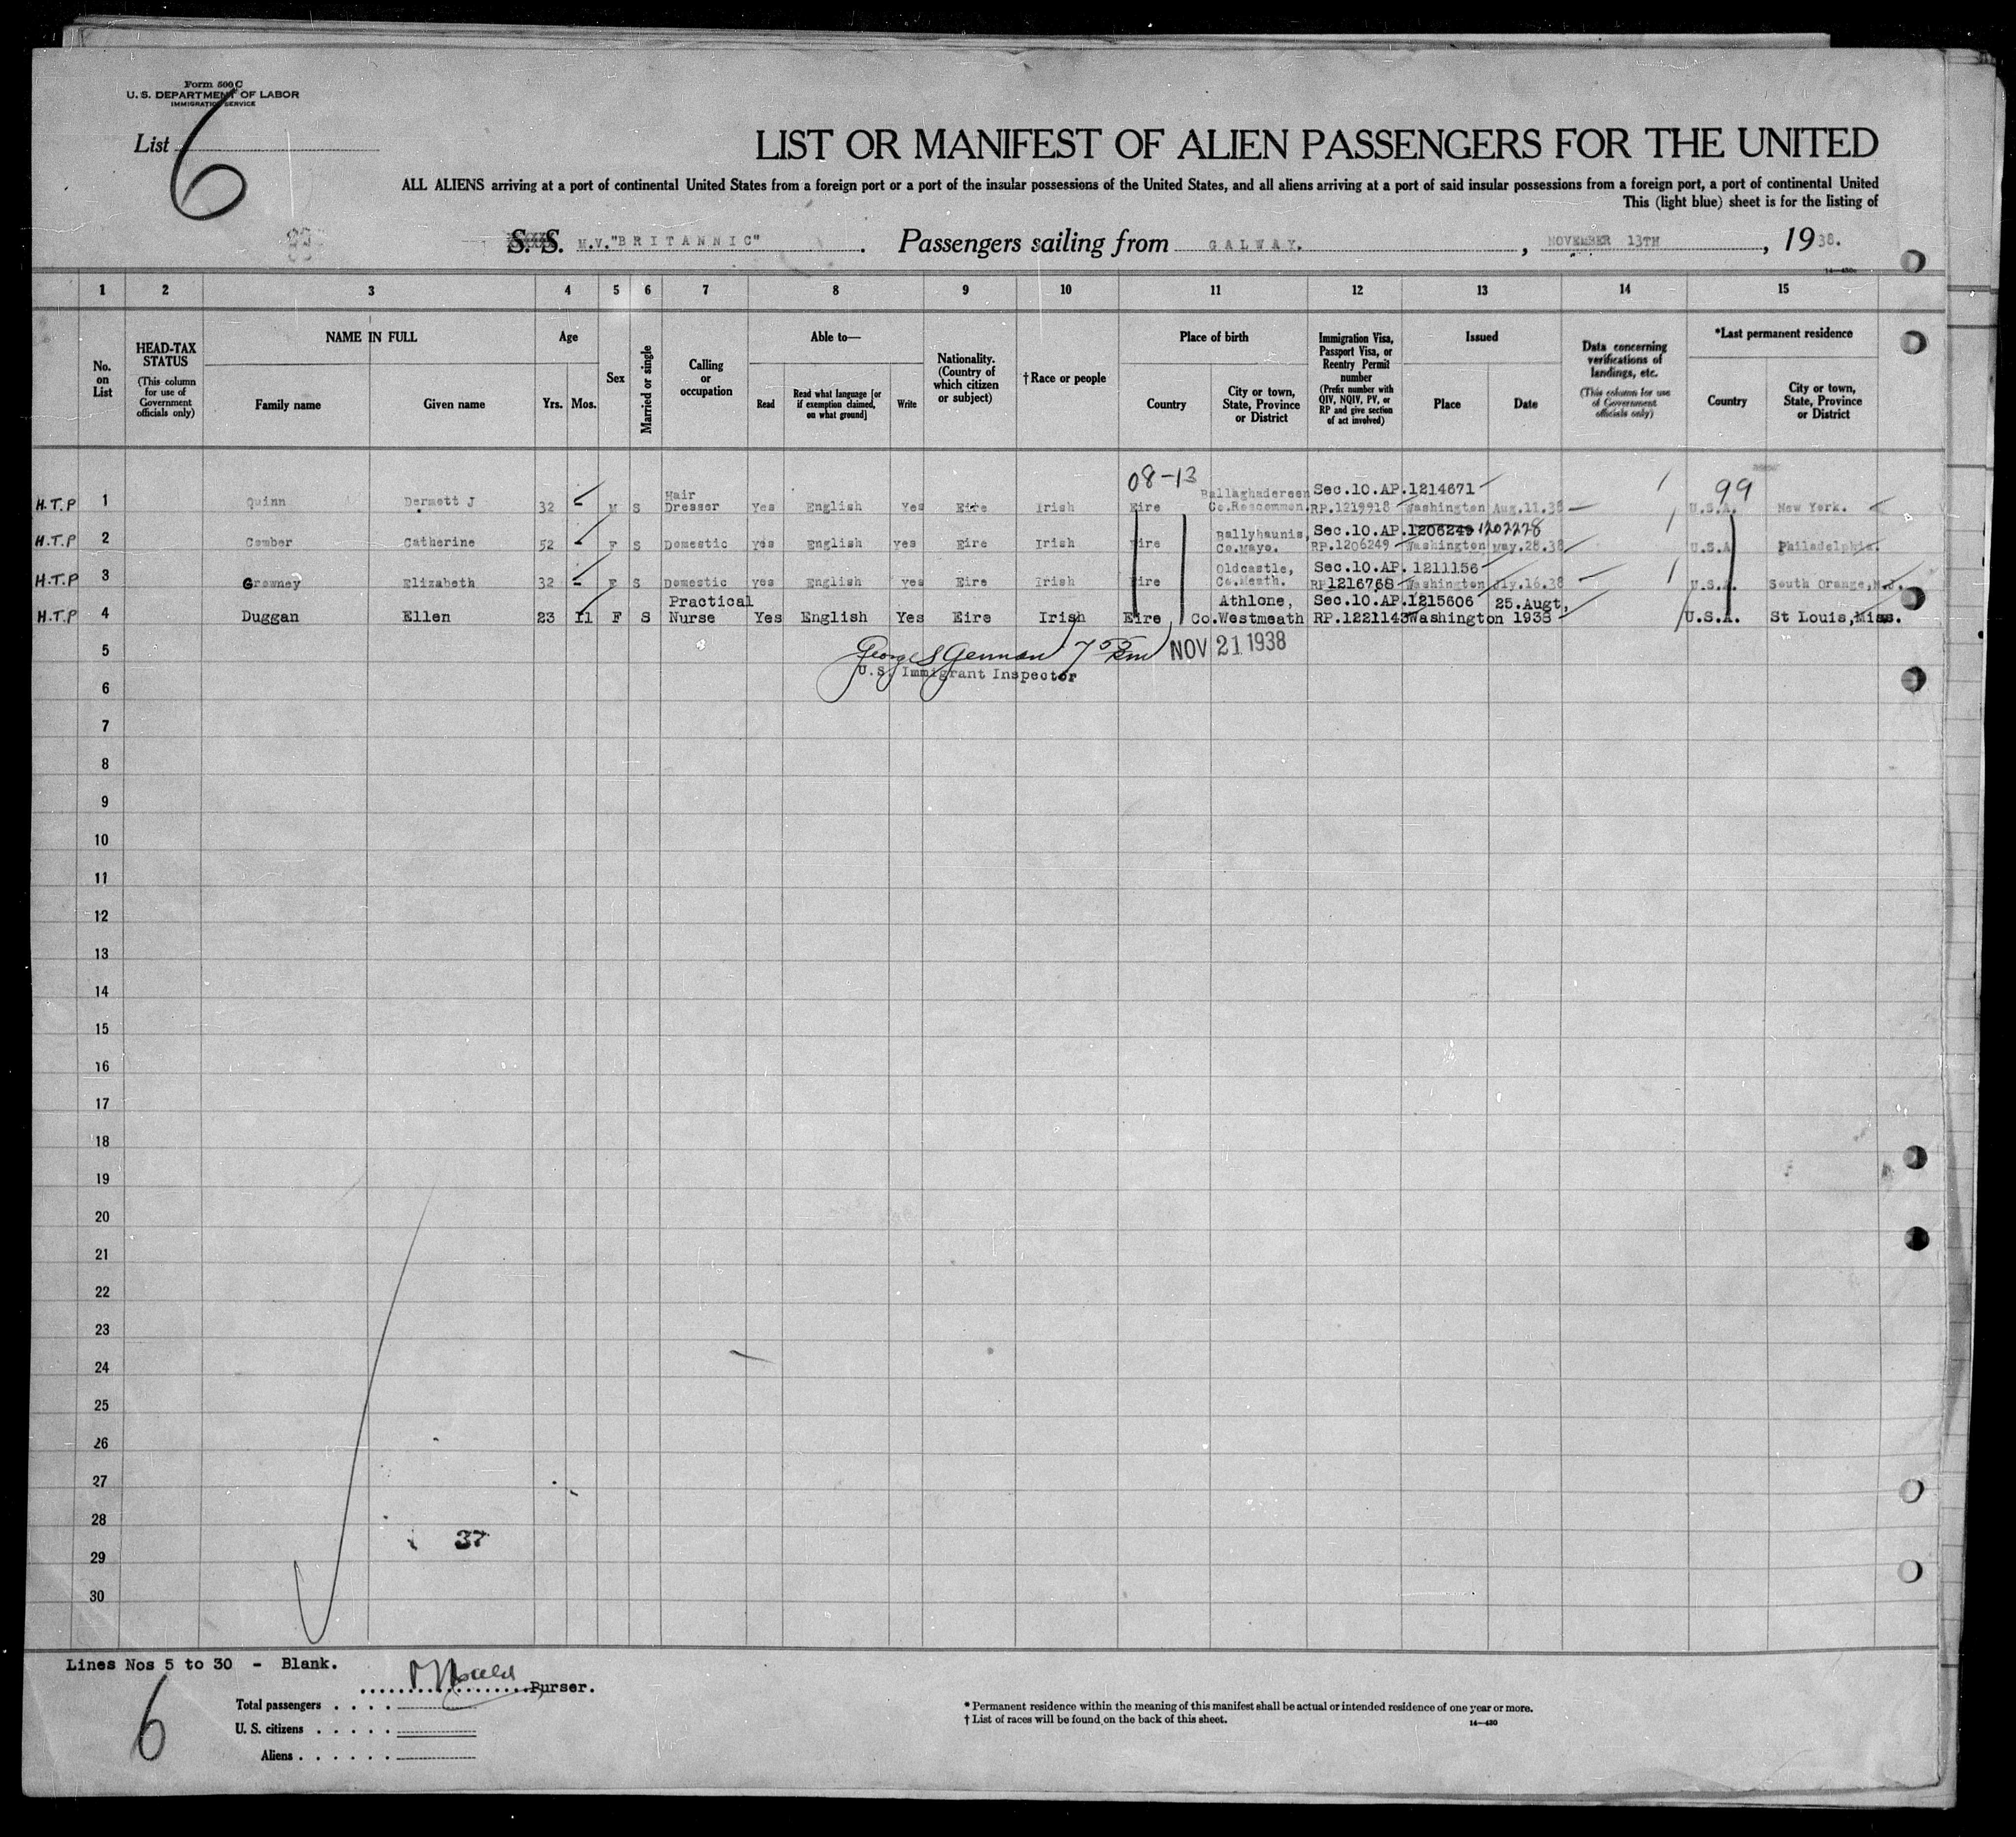 Form 500 C
U. S. DEPARTMENT OF LABOR
IMMIGRATION SERVICE
List 6
LIST OR MANIFEST OF ALIEN PASSENGERS FOR THE UNITED
ALL ALIENS arriving at a port of continental United States from a foreign port or a port of the insular possessions of the United States, and all aliens arriving at a port of said insular possessions from a foreign port, a port of continental United
This (light blue) sheet is for the listing of
S. S. M.V."BRITANNIC". Passengers sailing from GALWAY. , NOVEMBER 13TH , 1938.
14—430c
1 2 3 4 5 6 7 8 9 10 11 12 13 14 15
No. on List
HEAD-TAX STATUS
(This column for use of Government officials only)
NAME IN FULL
Family name Given name
Age
Yrs. Mos.
Sex
Married or single
Calling or occupation
Able to—
Read
Read what language [or if exemption claimed, on what ground]
Write
Nationality. (Country of which citizen or subject)
† Race or people
Place of birth
Country
City or town, State, Province or District
Immigration Visa, Passport Visa, or Reentry Permit number
(Prefix number with QIV, NQIV, PV, or RP and give section of act involved)
Issued
Place Date
Data concerning verifications of landings, etc.
(This column for use of Government officials only)
*Last permanent residence
Country
City or town, State, Province or District
08-13 99
Hair Ballaghadereen Sec.10.AP.1214671
H.T.P 1 Quinn Dermott J 32 - M S Dresser Yes English Yes Eire Irish Eire Co.Roscommon. RP.1219918 Washington Aug.11.38 U.S.A. New York.
Ballyhaunis, Sec.10.AP.1206249 1207278
H.T.P 2 Comber Catherine 52 - F S Domestic yes English yes Eire Irish Eire Co.Mayo. RP.1206249 Washington May.28.38 U.S.A Philadelphia.
Oldcastle, Sec.10.AP. 1211156
H.T.P 3 Growney Elizabeth 32 - F S Domestic yes English yes Eire Irish Eire Co.Meath. RP1216768 Washington Jly.16.38 U.S.A. South Orange,N.J.
Practical Athlone, Sec.10.AP.1215606 25.Augt,
H.T.P 4 Duggan Ellen 23 11 F S Nurse Yes English Yes Eire Irish Eire Co.Westmeath RP.1221143 Washington 1938 U.S.A. St Louis,Miss.
5 George S German 7 50 PM NOV 21 1938
U.S. Immigrant Inspector
6
7
8
9
10
11
12
13
14
15
16
17
18
19
20
21
22
23
24
25
26
27
28
37
29
30
Lines Nos 5 to 30 - Blank.
Purser.
6
Total passengers
U. S. citizens
Aliens
* Permanent residence within the meaning of this manifest shall be actual or intended residence of one year or more.
† List of races will be found on the back of this sheet.
14—430